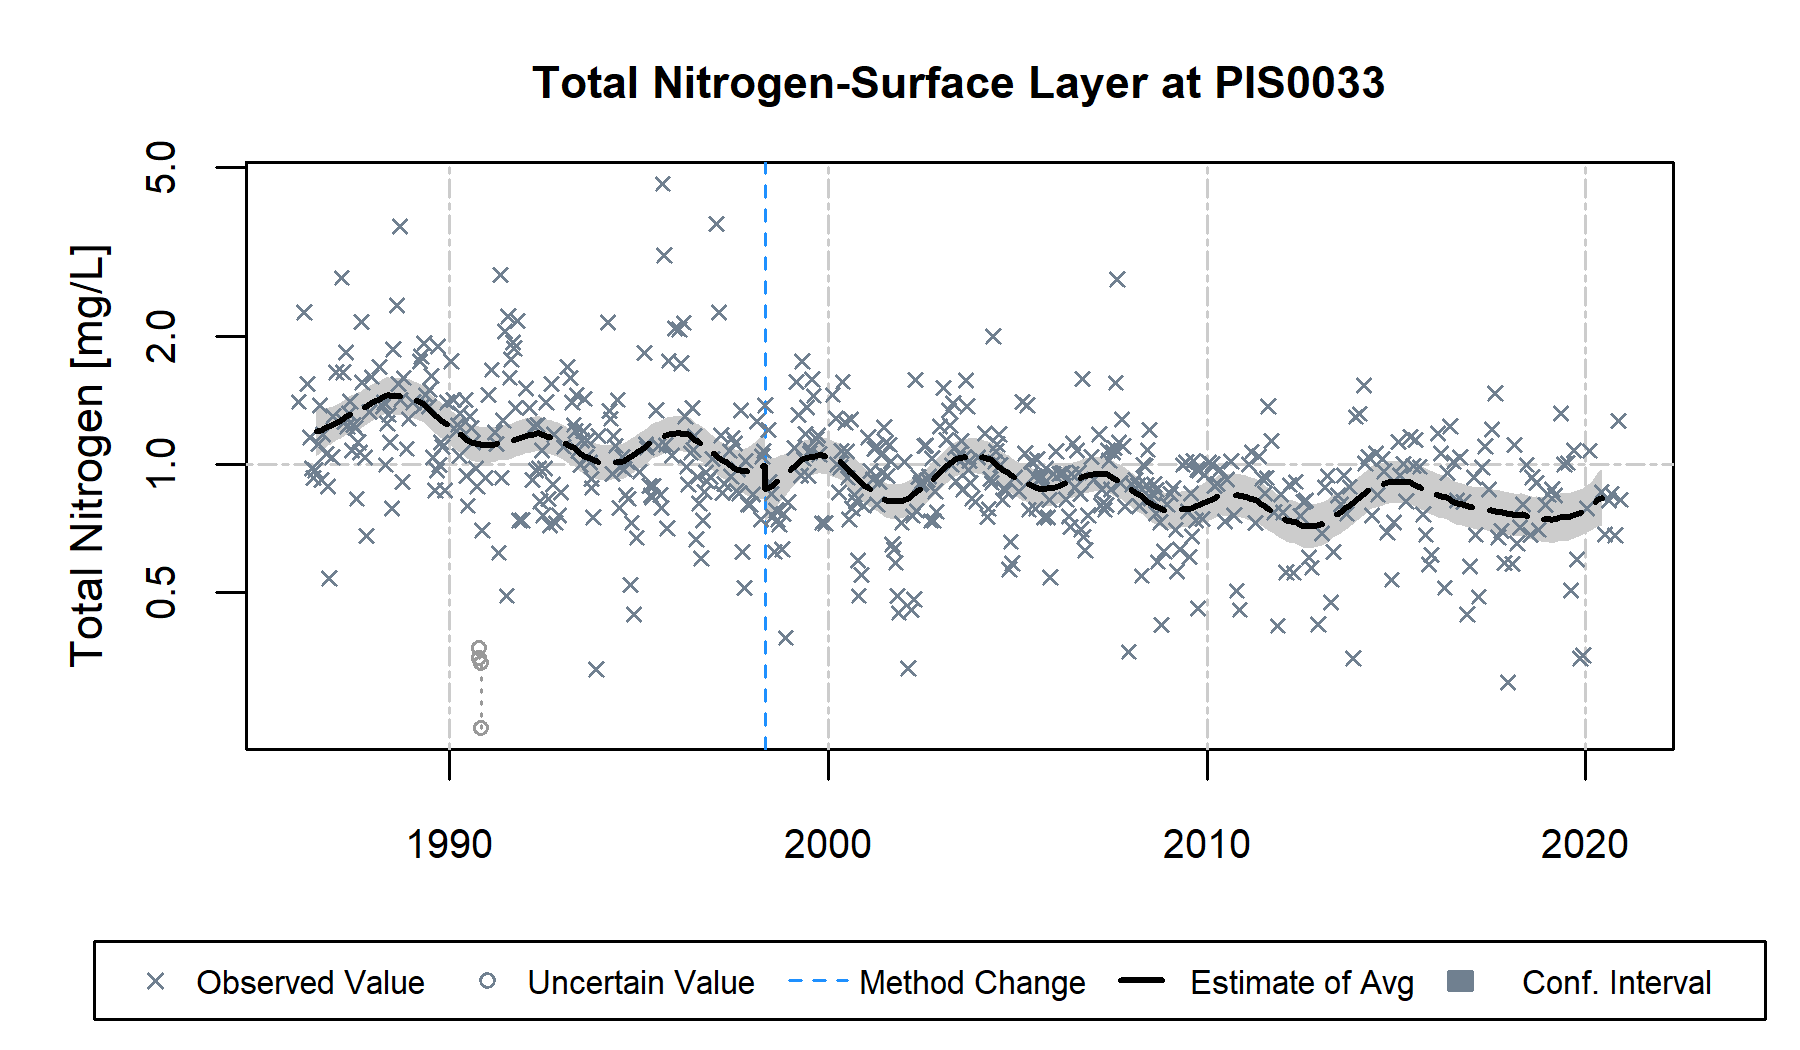 Total Nitrogen-Surface Layer at PIS0033
Total Nitrogen [mg/L]
5.0
2.0
1.0
0.5
1990 2000 2010 2020
Observed Value Uncertain Value Method Change Estimate of Avg Conf. Interval